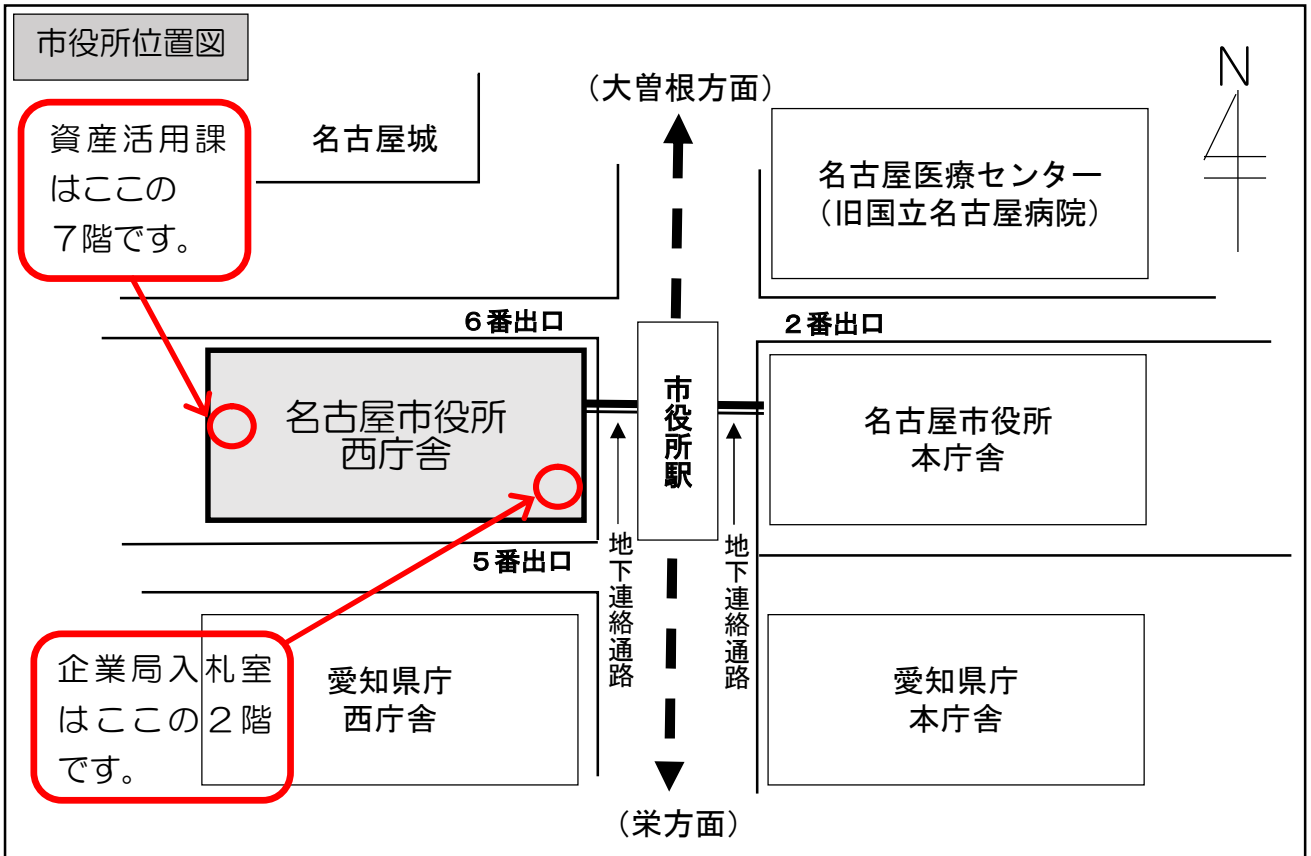 市役所位置図
資産活用課
はここの
7階です。
名古屋城
(大曽根方面)
N
名古屋医療センター
(旧国立名古屋病院)
6番出口
2番出口
名古屋市役所
西庁舎
市役所駅
名古屋市役所
本庁舎
5番出口
地下連絡通路
地下連絡通路
企業局入札室
はここの2階
です。
愛知県庁
西庁舎
愛知県庁
本庁舎
(栄方面)